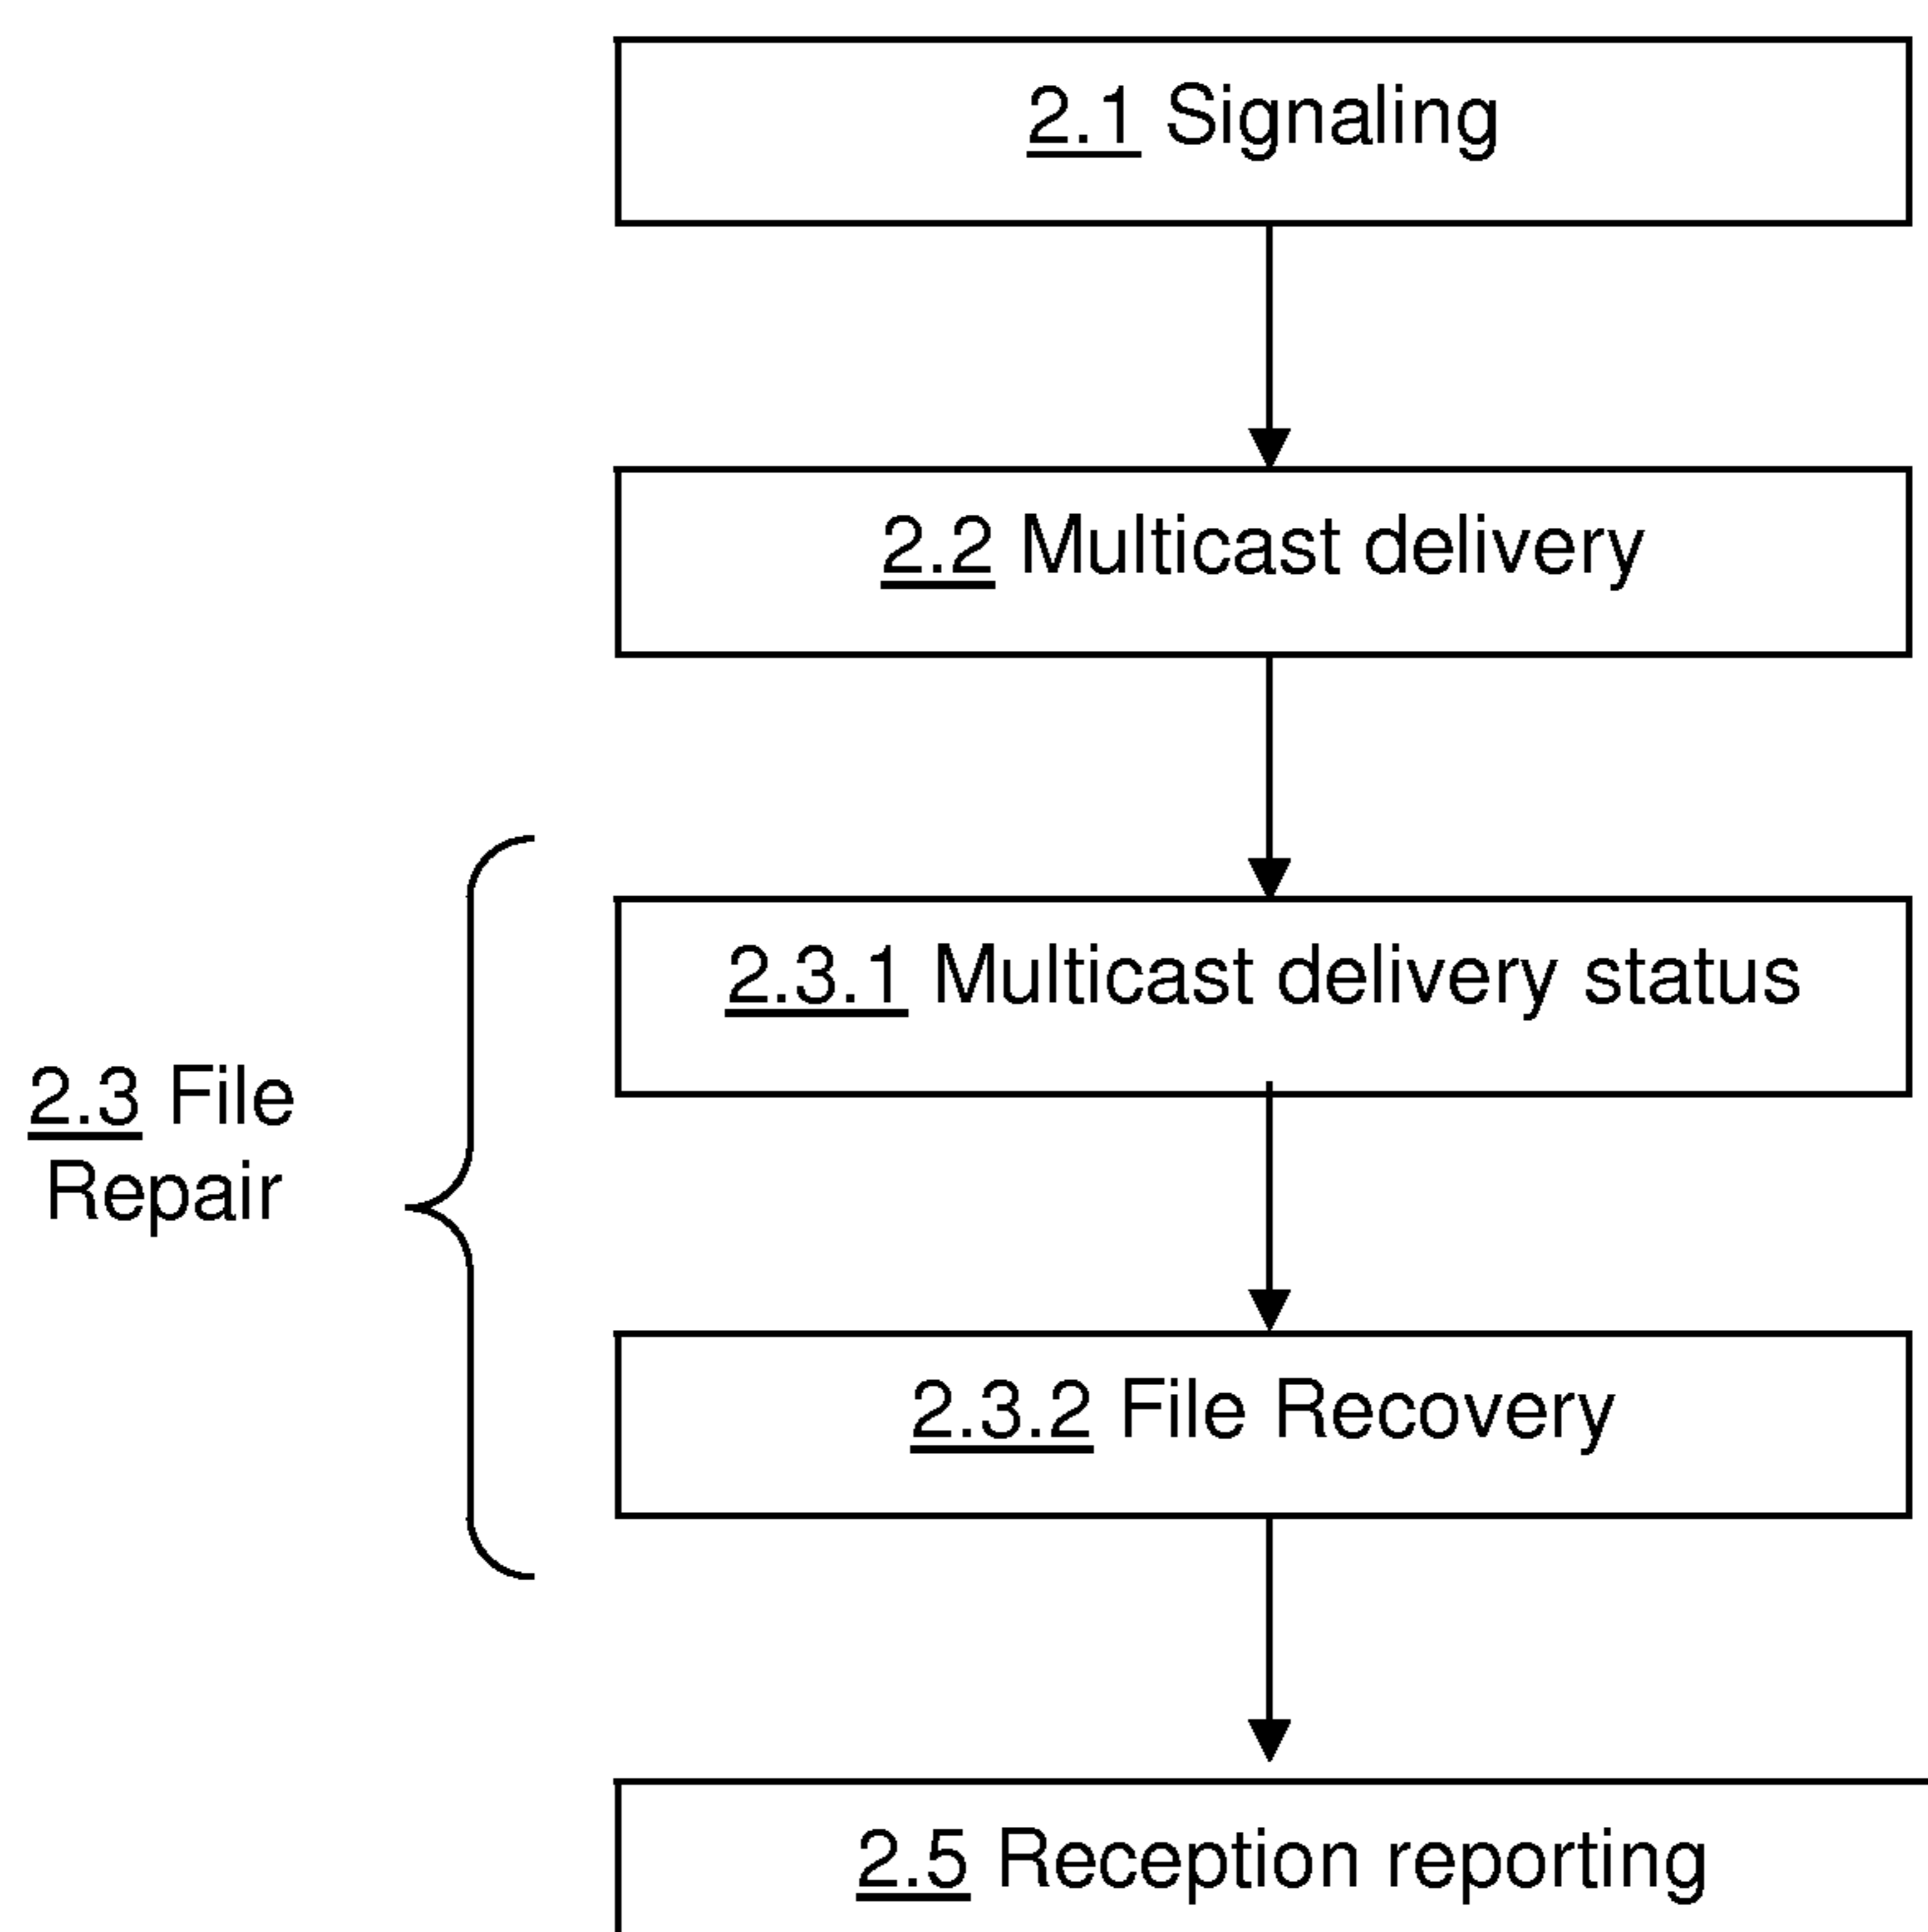 2.1 Signaling
2.2 Multicast delivery
2.3.1 Multicast delivery status
2.3 File
Repair
2.3.2 File Recovery
2.5 Reception reporting